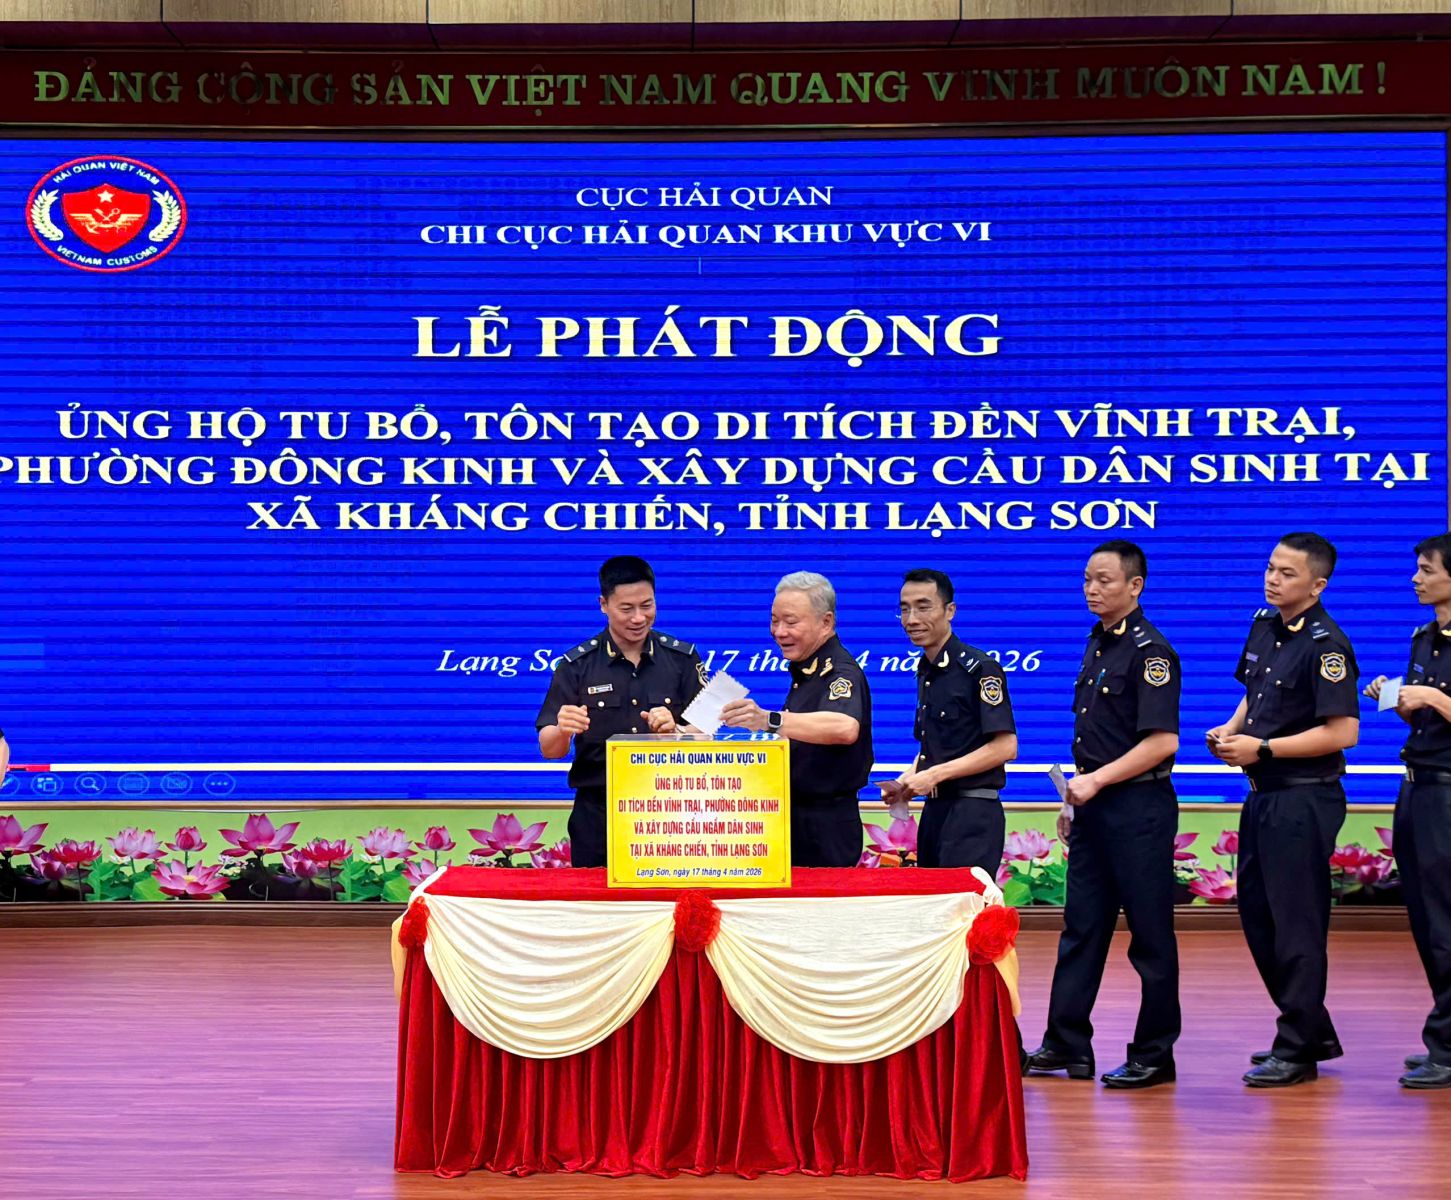 ĐẢNG CỘNG SẢN VIỆT NAM QUANG VINH MUÔN NĂM !
HẢI QUAN VIỆT NAM
VIETNAM CUSTOMS
CỤC HẢI QUAN
CHI CỤC HẢI QUAN KHU VỰC VI
LỄ PHÁT ĐỘNG
ỦNG HỘ TU BỔ, TÔN TẠO DI TÍCH ĐỀN VĨNH TRẠI,
PHƯỜNG ĐÔNG KINH VÀ XÂY DỰNG CẦU DÂN SINH TẠI
XÃ KHÁNG CHIẾN, TỈNH LẠNG SƠN
Lạng 17 4 2026
CHI CỤC HẢI QUAN KHU VỰC VI
ỦNG HỘ TU BỔ, TÔN TẠO
DI TÍCH ĐỀN VĨNH TRẠI, PHƯỜNG ĐÔNG KINH
VÀ XÂY DỰNG CẦU NGẦM DÂN SINH
TẠI XÃ KHÁNG CHIẾN, TỈNH LẠNG SƠN
Lạng Sơn, ngày 17 tháng 4 năm 2026